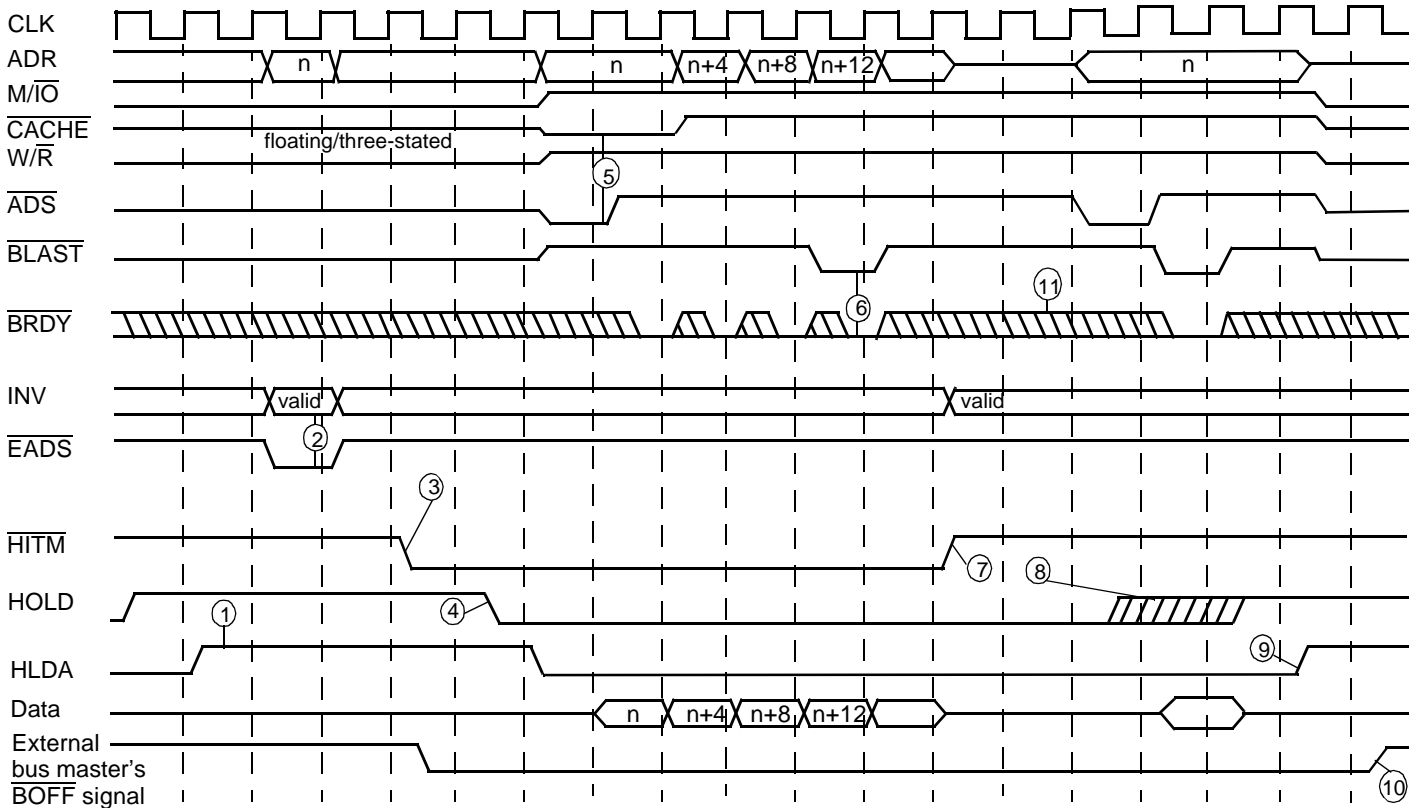 CLK
ADR n n n+4 n+8 n+12 n
M/IO
CACHE
floating/three-stated
W/R
5
ADS
BLAST
11
6
BRDY
INV valid valid
2
EADS
3
HITM
7
8
HOLD 4
1
9
HLDA
Data n n+4 n+8 n+12
External
bus master's
BOFF signal
10